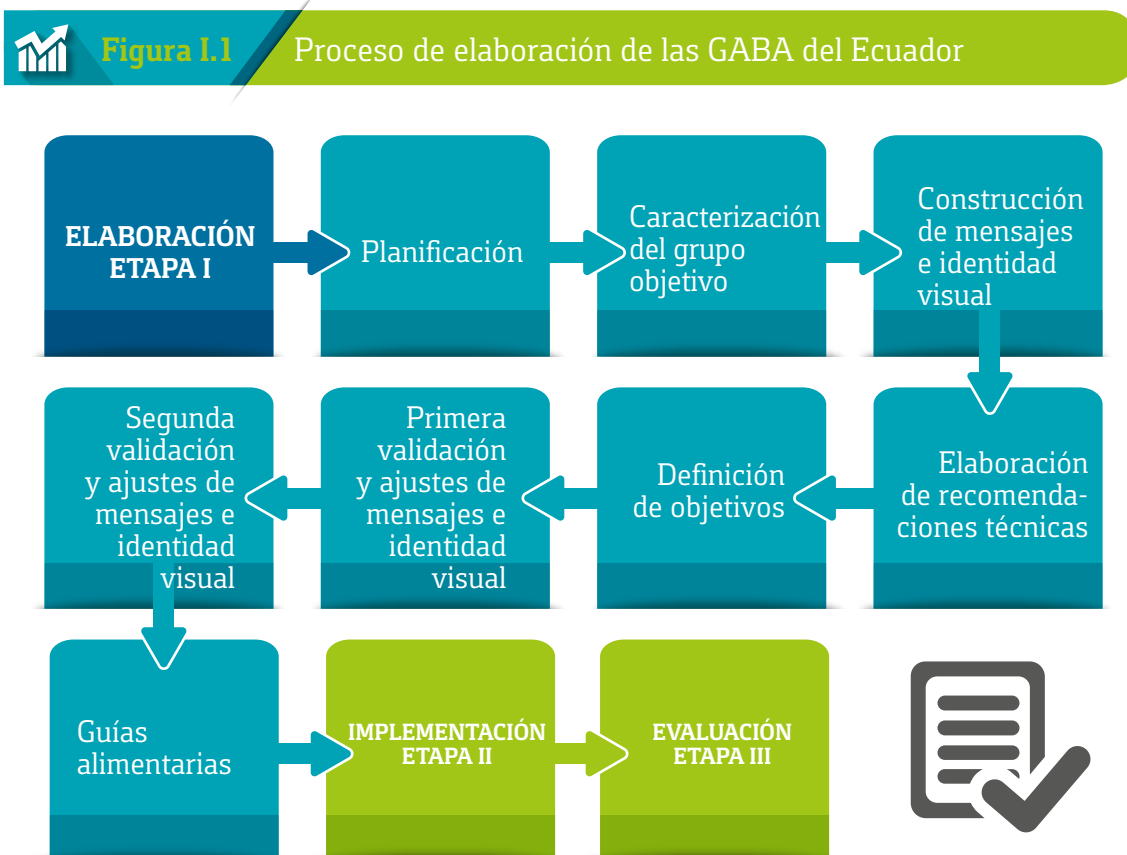 Figura I.1
Proceso de elaboración de las GABA del Ecuador
ELABORACIÓN
ETAPA I
Planificación
Caracterización
del grupo
objetivo
Construcción
de mensajes
e identidad
visual
Elaboración
de recomenda-
ciones técnicas
Definición
de objetivos
Primera
validación
y ajustes de
mensajes e
identidad
visual
Segunda
validación
y ajustes de
mensajes e
identidad
visual
Guías
alimentarias
IMPLEMENTACIÓN
ETAPA II
EVALUACIÓN
ETAPA III